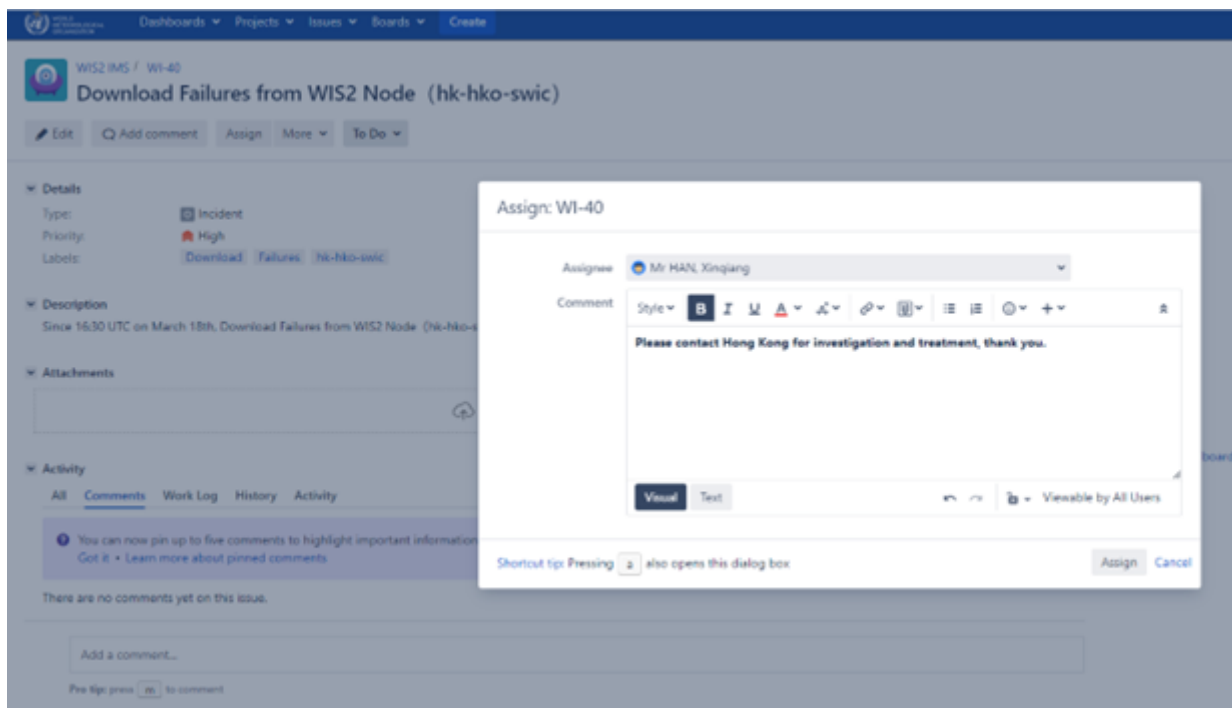 WORLD
METEOROLOGICAL
ORGANIZATION
Dashboards Projects Issues Boards Create
WIS2 IMS / WI-40
Download Failures from WIS2 Node（hk-hko-swic）
Edit Add comment Assign More To Do
Details
Type: Incident
Priority: High
Labels: Download Failures hk-hko-swic
Description
Since 16:30 UTC on March 18th, Download Failures from WIS2 Node（hk-hko-s
Attachments
Activity
All Comments Work Log History Activity
You can now pin up to five comments to highlight important information
Got it • Learn more about pinned comments
There are no comments yet on this issue.
Add a comment...
Pro tip: press m to comment
Assign: WI-40
Assignee Mr HAN, Xinqiang
Comment Style B I U A
Please contact Hong Kong for investigation and treatment, thank you.
Visual Text Viewable by All Users
Shortcut tip: Pressing a also opens this dialog box
Assign Cancel
board